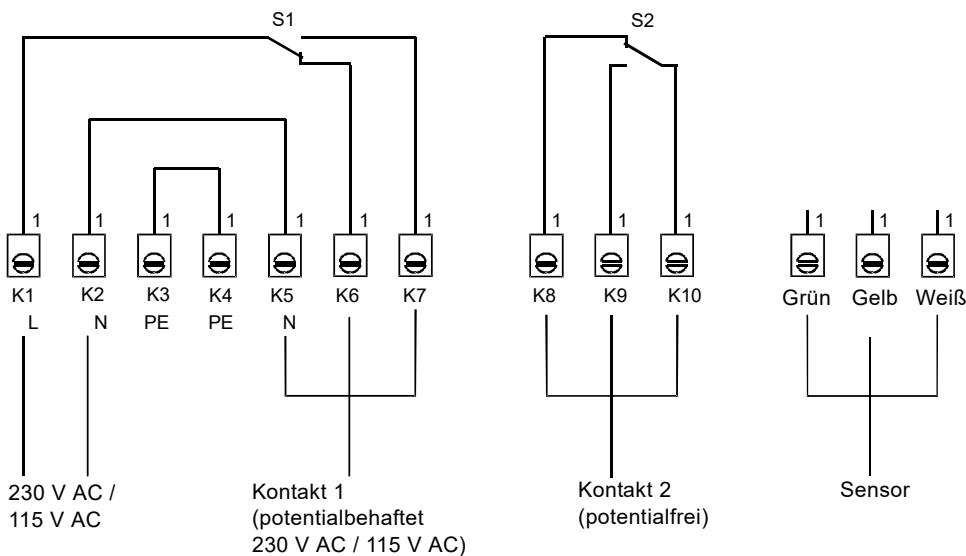 S1 S2
1 1 1 1 1 1 1 1 1 1 1 1 1
K1 K2 K3 K4 K5 K6 K7 K8 K9 K10 Grün Gelb Weiß
L N PE PE N
230 V AC /
115 V AC
Kontakt 1
(potentialbehaftet
230 V AC / 115 V AC)
Kontakt 2
(potentialfrei)
Sensor